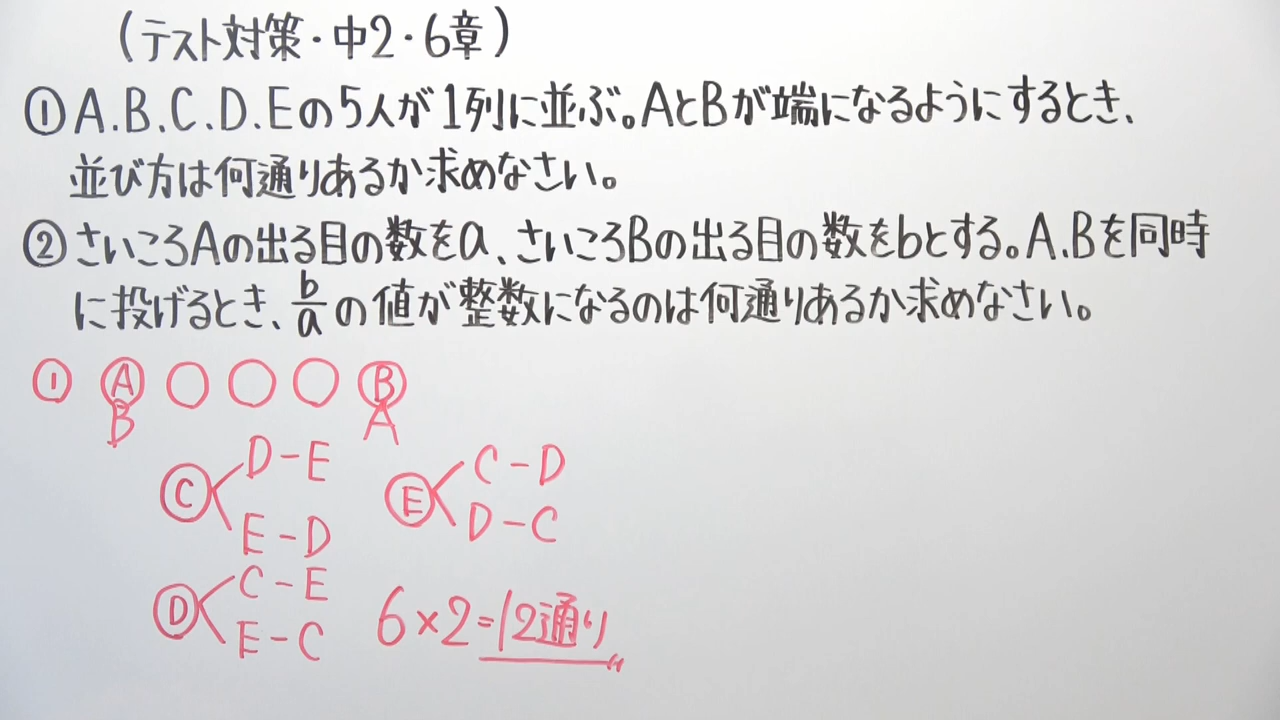 (テスト対策・中2・6章)
①A.B.C.D.Eの5人が1列に並ぶ。AとBが端になるようにするとき、
並び方は何通りあるか求めなさい。
②さいころAの出る目の数をa、さいころBの出る目の数をbとする。A.Bを同時
に投げるとき、b/aの値が整数になるのは何通りあるか求めなさい。
① A ○ ○ ○ B
B A
C D-E
E-D
E C-D
D-C
D C-E
E-C
6×2=12通り